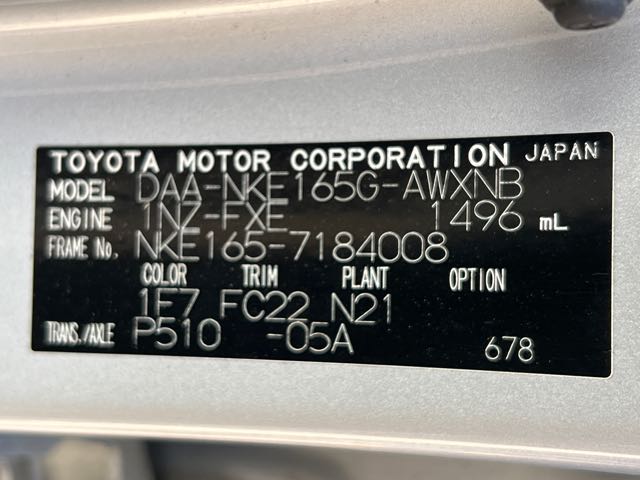 TOYOTA MOTOR CORPORATION JAPAN
MODEL DAA-NKE165G-AWXNB
ENGINE 1NZ-FXE 1496 mL
FRAME No. NKE165-7184008
COLOR TRIM PLANT OPTION
1F7 FC22 N21
TRANS./AXLE P510 -05A
678